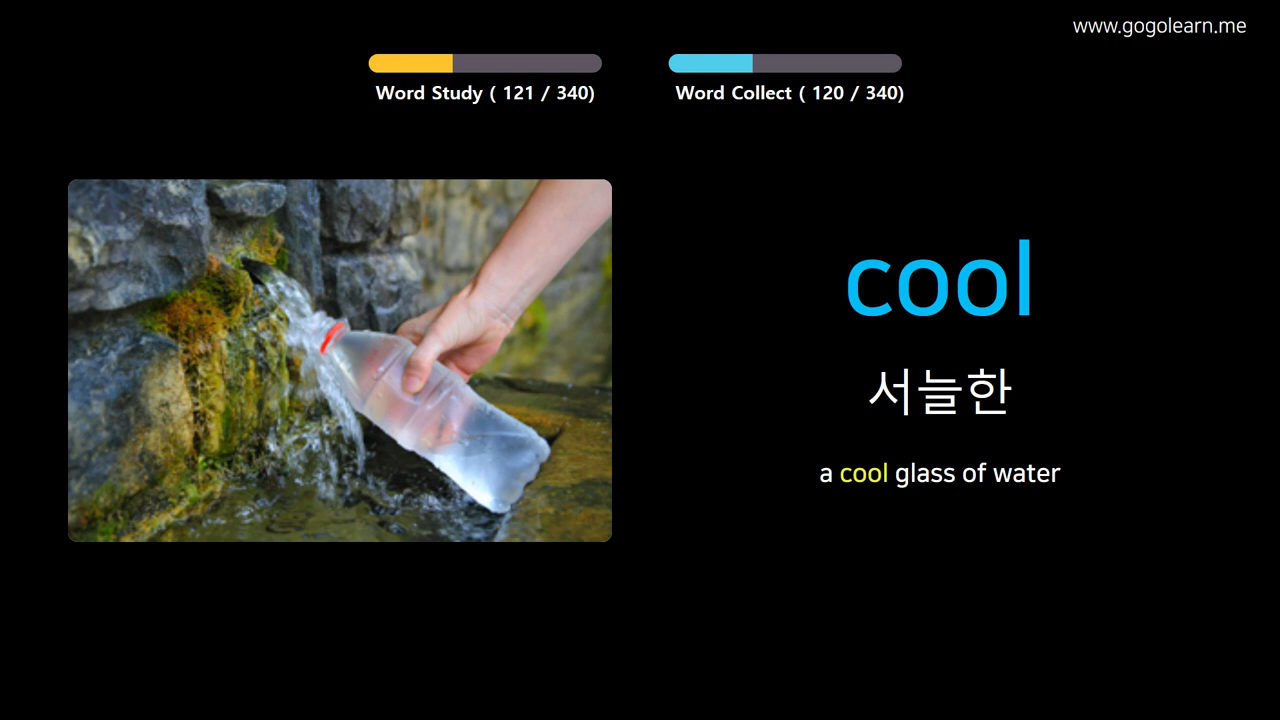 www.gogolearn.me
Word Study ( 121 / 340)
Word Collect ( 120 / 340)
cool
서늘한
a cool glass of water